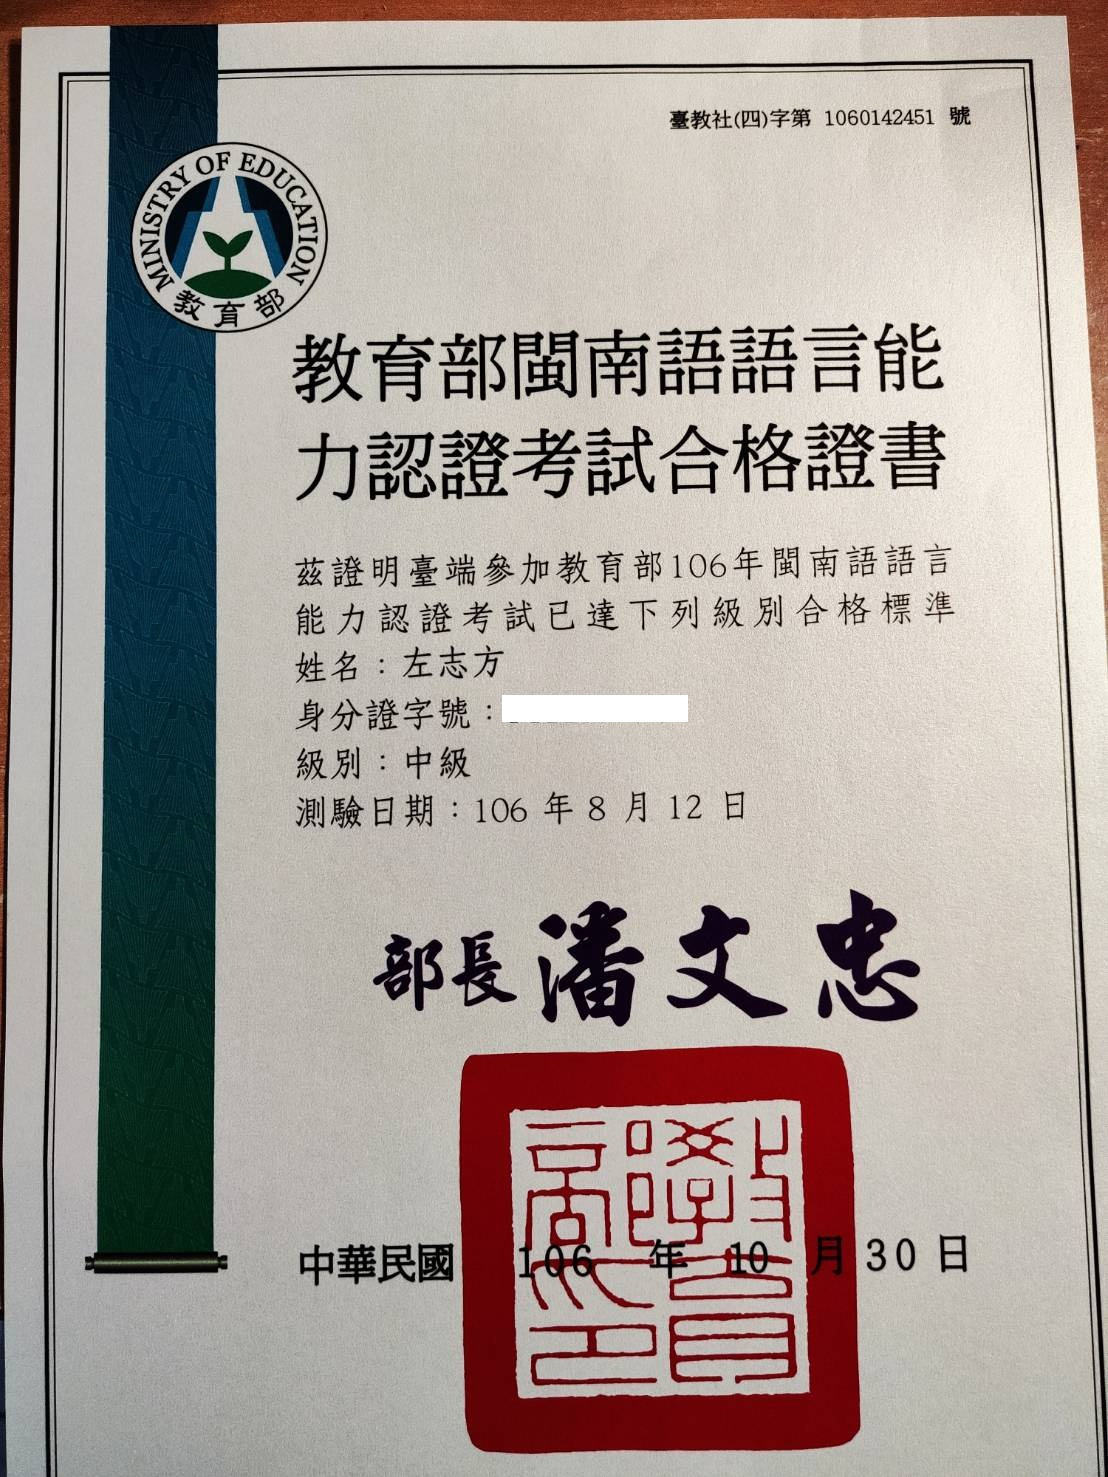 臺教社(四)字第 1060142451 號
MINISTRY OF EDUCATION
教育部
教育部閩南語語言能
力認證考試合格證書
茲證明臺端參加教育部106年閩南語語言
能力認證考試已達下列級別合格標準
姓名：左志方
身分證字號：
級別：中級
測驗日期：106 年 8 月 12 日
部長 潘文忠
教育部印
中華民國 106 年 10 月 30 日